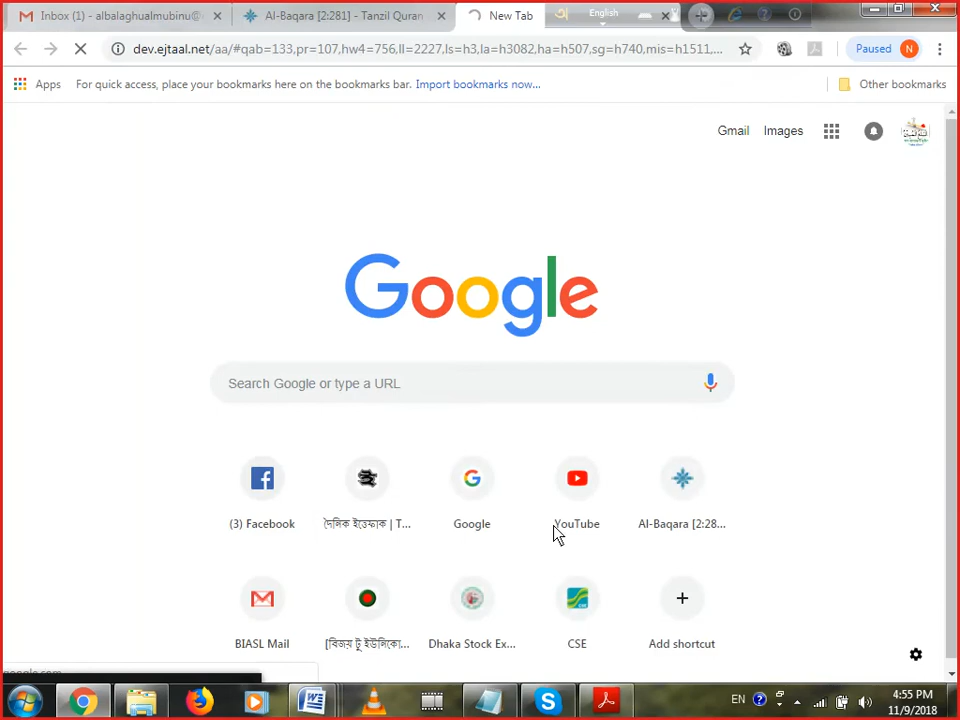 Inbox (1) - albalaghualmubinu@
Al-Baqara [2:281] - Tanzil Quran
New Tab
English
dev.ejtaal.net/aa/#qab=133,pr=107,hw4=756,ll=2227,ls=h3,la=h3082,ha=h507,sg=h740,mis=h1511,...
Paused
N
Apps
For quick access, place your bookmarks here on the bookmarks bar.
Import bookmarks now...
Other bookmarks
Gmail
Images
Google
Search Google or type a URL
(3) Facebook
দৈনিক ইত্তেফাক | T...
Google
YouTube
Al-Baqara [2:28...
BIASL Mail
[বিজয় টু ইউনিকো...
Dhaka Stock Ex...
CSE
Add shortcut
EN
4:55 PM
11/9/2018